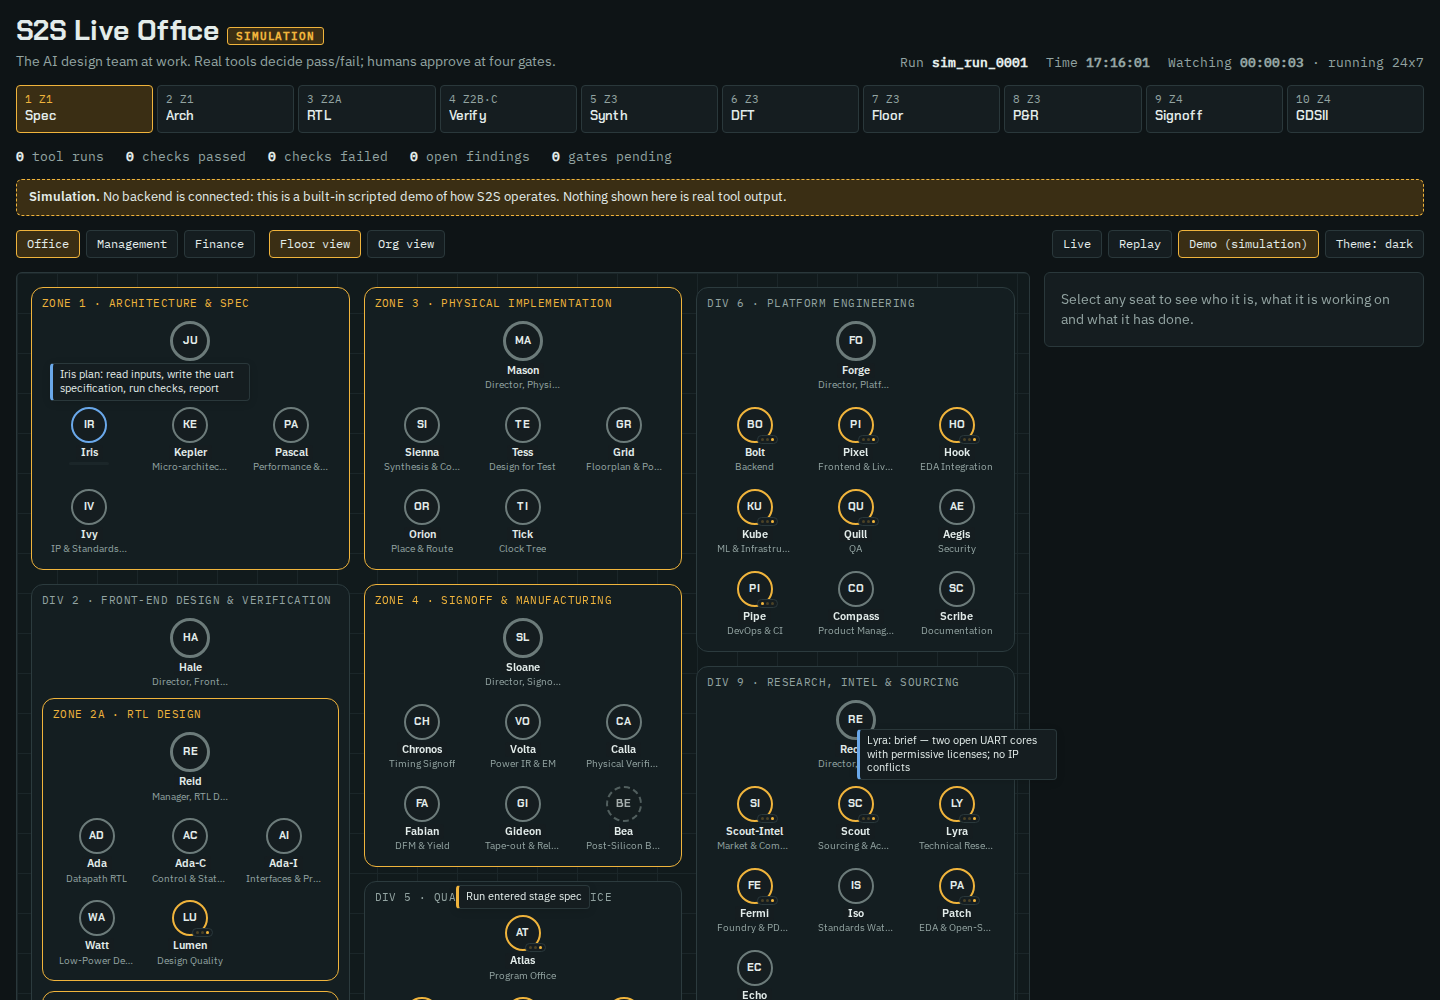 S2S Live Office SIMULATION
The AI design team at work. Real tools decide pass/fail; humans approve at four gates.
Run sim_run_0001 Time 17:16:01 Watching 00:00:03 · running 24x7
1 Z1 2 Z1 3 Z2A 4 Z2B·C 5 Z3 6 Z3 7 Z3 8 Z3 9 Z4 10 Z4
Spec Arch RTL Verify Synth DFT Floor P&R Signoff GDSII
0 tool runs 0 checks passed 0 checks failed 0 open findings 0 gates pending
Simulation. No backend is connected: this is a built-in scripted demo of how S2S operates. Nothing shown here is real tool output.
Office Management Finance Floor view Org view Live Replay Demo (simulation) Theme: dark
ZONE 1 · ARCHITECTURE & SPEC
JU
Iris plan: read inputs, write the uart
specification, run checks, report
IR KE PA
Iris Kepler Pascal
Micro-architec... Performance &...
IV
Ivy
IP & Standards...
DIV 2 · FRONT-END DESIGN & VERIFICATION
HA
Hale
Director, Front...
ZONE 2A · RTL DESIGN
RE
Reid
Manager, RTL D...
AD AC AI
Ada Ada-C Ada-I
Datapath RTL Control & Stat... Interfaces & Pr...
WA LU
Watt Lumen
Low-Power De... Design Quality
ZONE 3 · PHYSICAL IMPLEMENTATION
MA
Mason
Director, Physi...
SI TE GR
Sienna Tess Grid
Synthesis & Co... Design for Test Floorplan & Po...
OR TI
Orion Tick
Place & Route Clock Tree
ZONE 4 · SIGNOFF & MANUFACTURING
SL
Sloane
Director, Signo...
CH VO CA
Chronos Volta Calla
Timing Signoff Power IR & EM Physical Verifi...
FA GI BE
Fabian Gideon Bea
DFM & Yield Tape-out & Rel... Post-Silicon B...
DIV 5 · QUA Run entered stage spec ICE
AT
Atlas
Program Office
DIV 6 · PLATFORM ENGINEERING
FO
Forge
Director, Platf...
BO PI HO
Bolt Pixel Hook
Backend Frontend & Liv... EDA Integration
KU QU AE
Kube Quill Aegis
ML & Infrastru... QA Security
PI CO SC
Pipe Compass Scribe
DevOps & CI Product Manag... Documentation
DIV 9 · RESEARCH, INTEL & SOURCING
RE
Rec
Director,
Lyra: brief — two open UART cores
with permissive licenses; no IP
conflicts
SI SC LY
Scout-Intel Scout Lyra
Market & Com... Sourcing & Ac... Technical Rese...
FE IS PA
Fermi Iso Patch
Foundry & PD... Standards Wat... EDA & Open-S...
EC
Echo
Select any seat to see who it is, what it is working on
and what it has done.